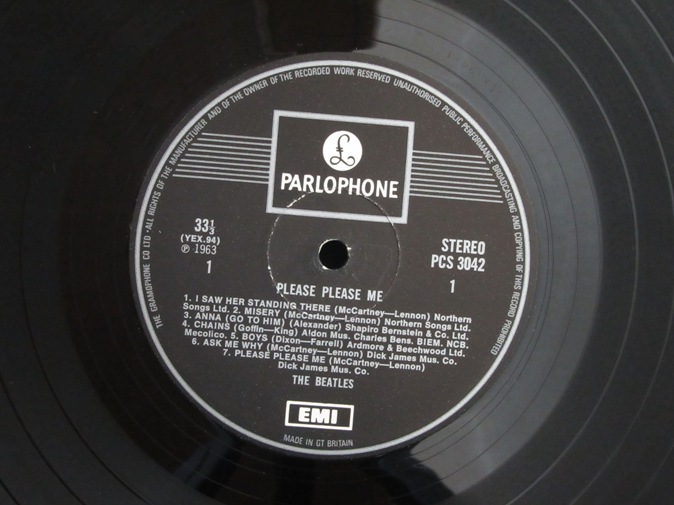 THE GRAMOPHONE CO LTD · ALL RIGHTS OF THE MANUFACTURER AND OF THE OWNER OF THE RECORDED WORK RESERVED UNAUTHORISED PUBLIC PERFORMANCE BROADCASTING AND COPYING OF THIS RECORD PROHIBITED
£
PARLOPHONE
33⅓
(YEX.94)
℗ 1963
1
STEREO
PCS 3042
1
PLEASE PLEASE ME
1. I SAW HER STANDING THERE (McCartney—Lennon) Northern
Songs Ltd. 2. MISERY (McCartney—Lennon) Northern Songs Ltd.
3. ANNA (GO TO HIM) (Alexander) Shapiro Bernstein & Co. Ltd.
4. CHAINS (Goffin—King) Aldon Mus. Charles Bens. BIEM. NCB.
Mecolico. 5. BOYS (Dixon—Farrell) Ardmore & Beechwood Ltd.
6. ASK ME WHY (McCartney—Lennon) Dick James Mus. Co.
7. PLEASE PLEASE ME (McCartney—Lennon)
Dick James Mus. Co.
THE BEATLES
EMI
MADE IN GT BRITAIN